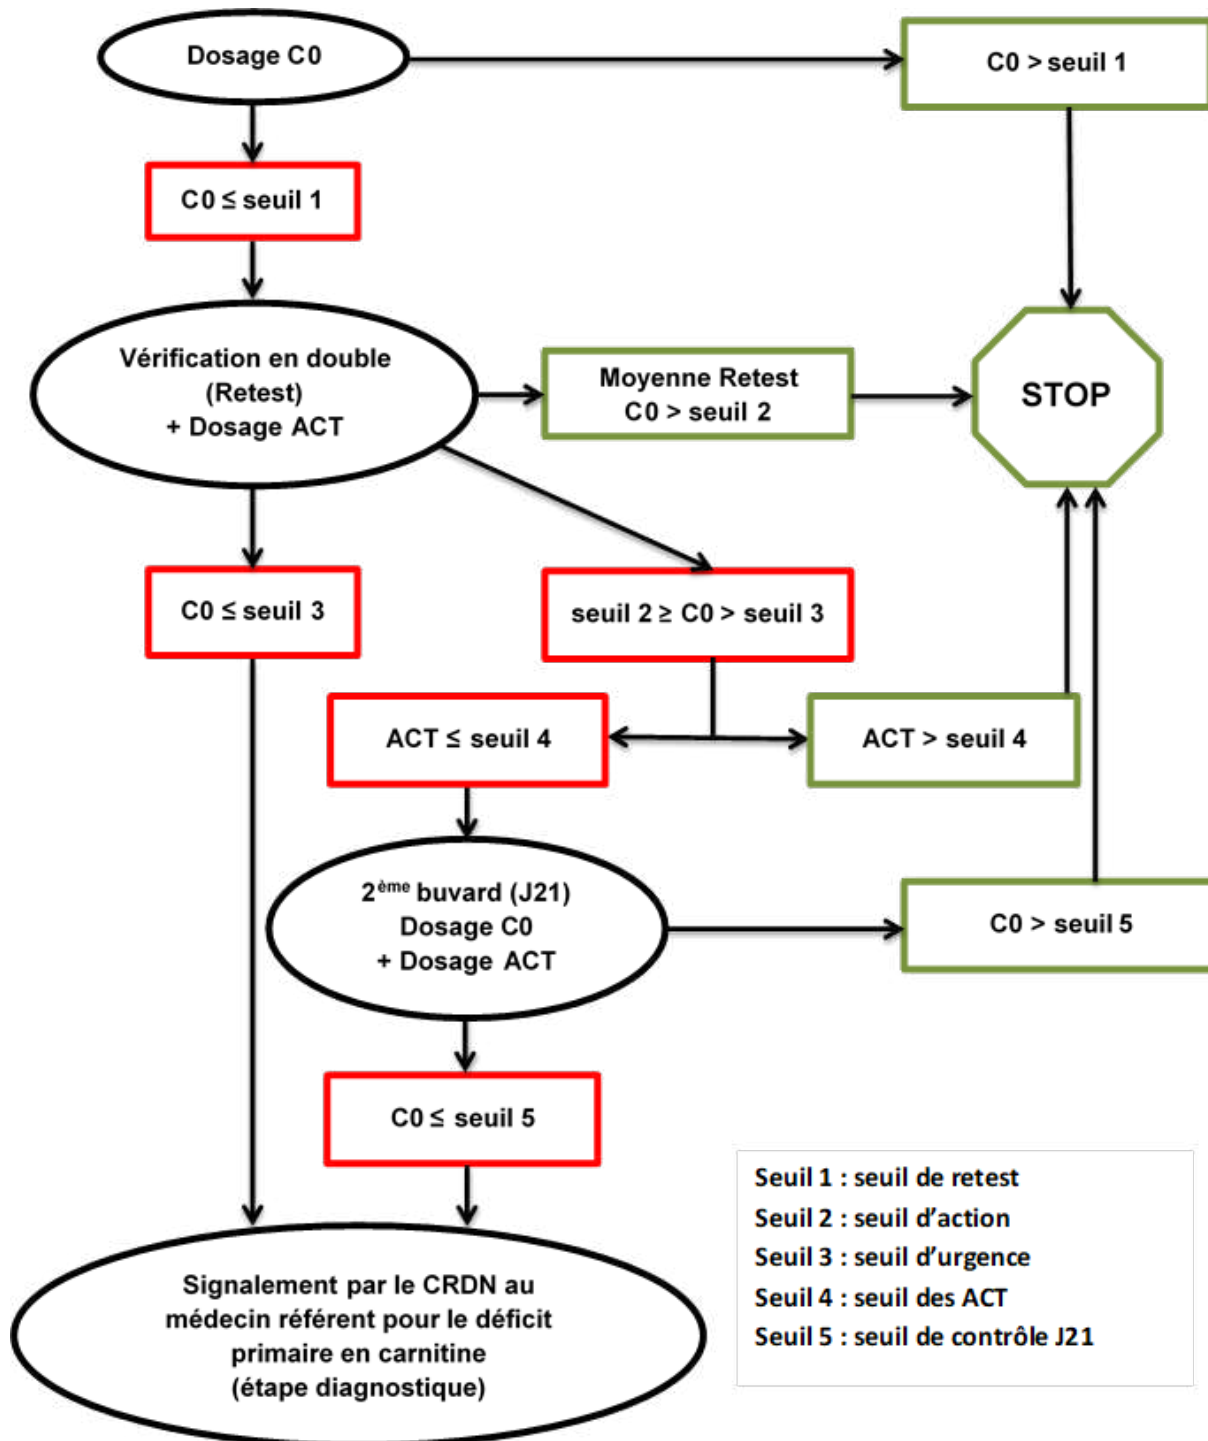 Dosage C0
C0 > seuil 1
C0 ≤ seuil 1
Vérification en double
(Retest)
+ Dosage ACT
Moyenne Retest
C0 > seuil 2
STOP
C0 ≤ seuil 3
seuil 2 ≥ C0 > seuil 3
ACT ≤ seuil 4
ACT > seuil 4
2ème buvard (J21)
Dosage C0
+ Dosage ACT
C0 > seuil 5
C0 ≤ seuil 5
Seuil 1 : seuil de retest
Seuil 2 : seuil d’action
Seuil 3 : seuil d’urgence
Seuil 4 : seuil des ACT
Seuil 5 : seuil de contrôle J21
Signalement par le CRDN au
médecin référent pour le déficit
primaire en carnitine
(étape diagnostique)